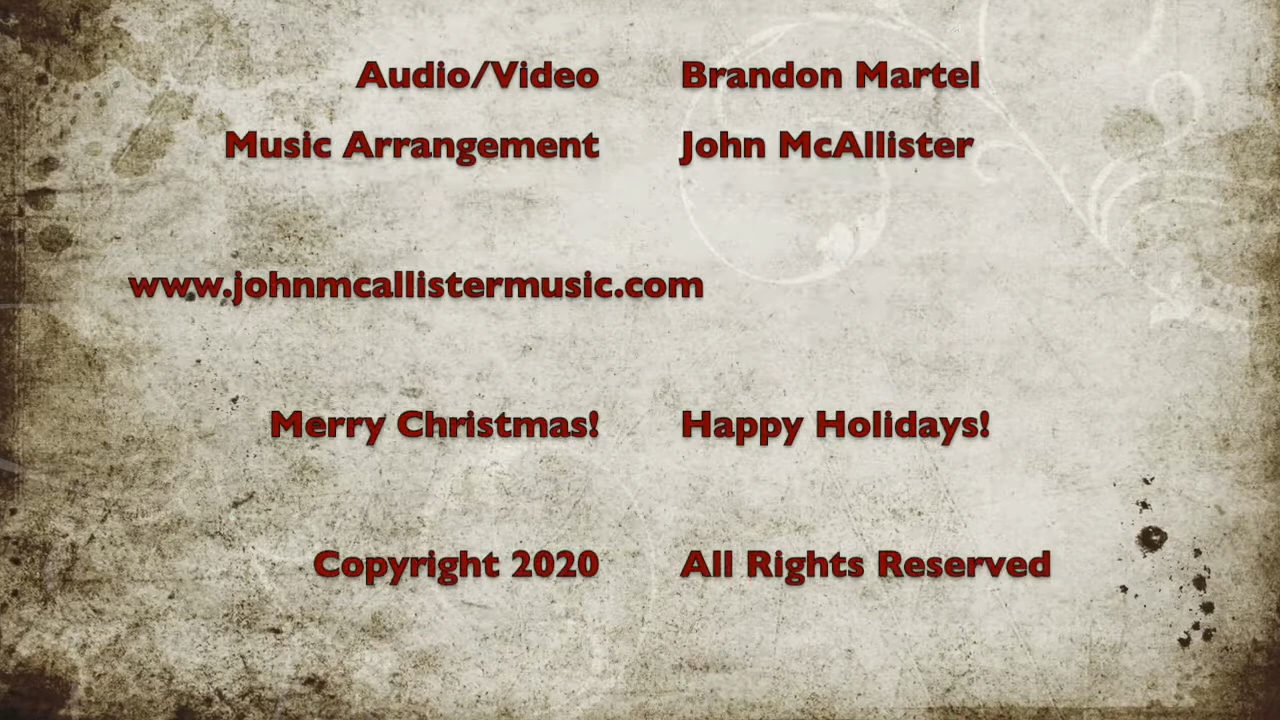 Audio/Video Brandon Martel
Music Arrangement John McAllister
www.johnmcallistermusic.com
Merry Christmas! Happy Holidays!
Copyright 2020 All Rights Reserved